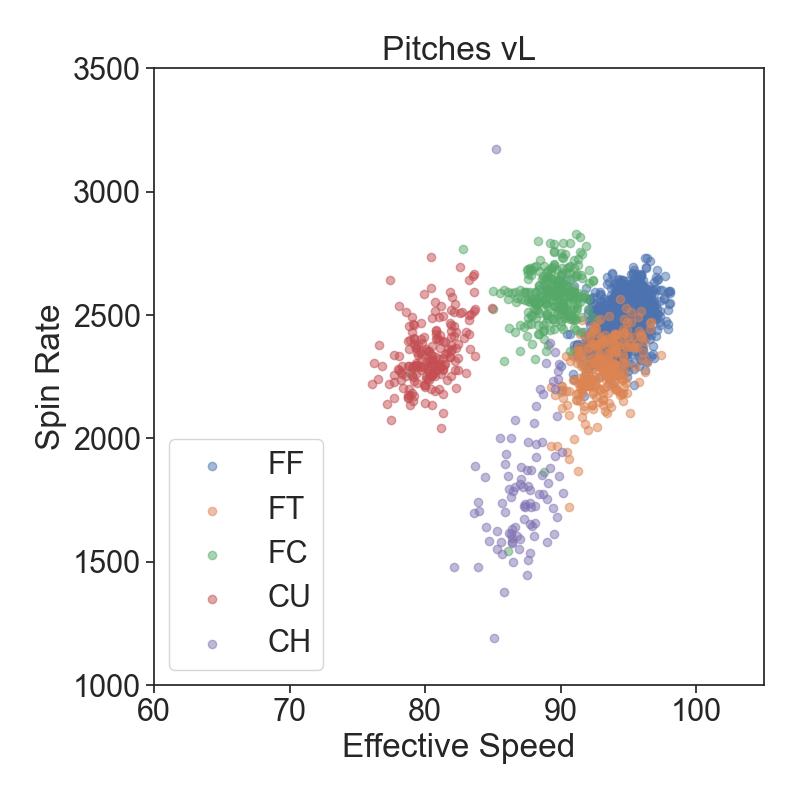 Pitches vL
3500
3000
2500
2000
1500
1000
Spin Rate
FF
FT
FC
CU
CH
60 70 80 90 100
Effective Speed